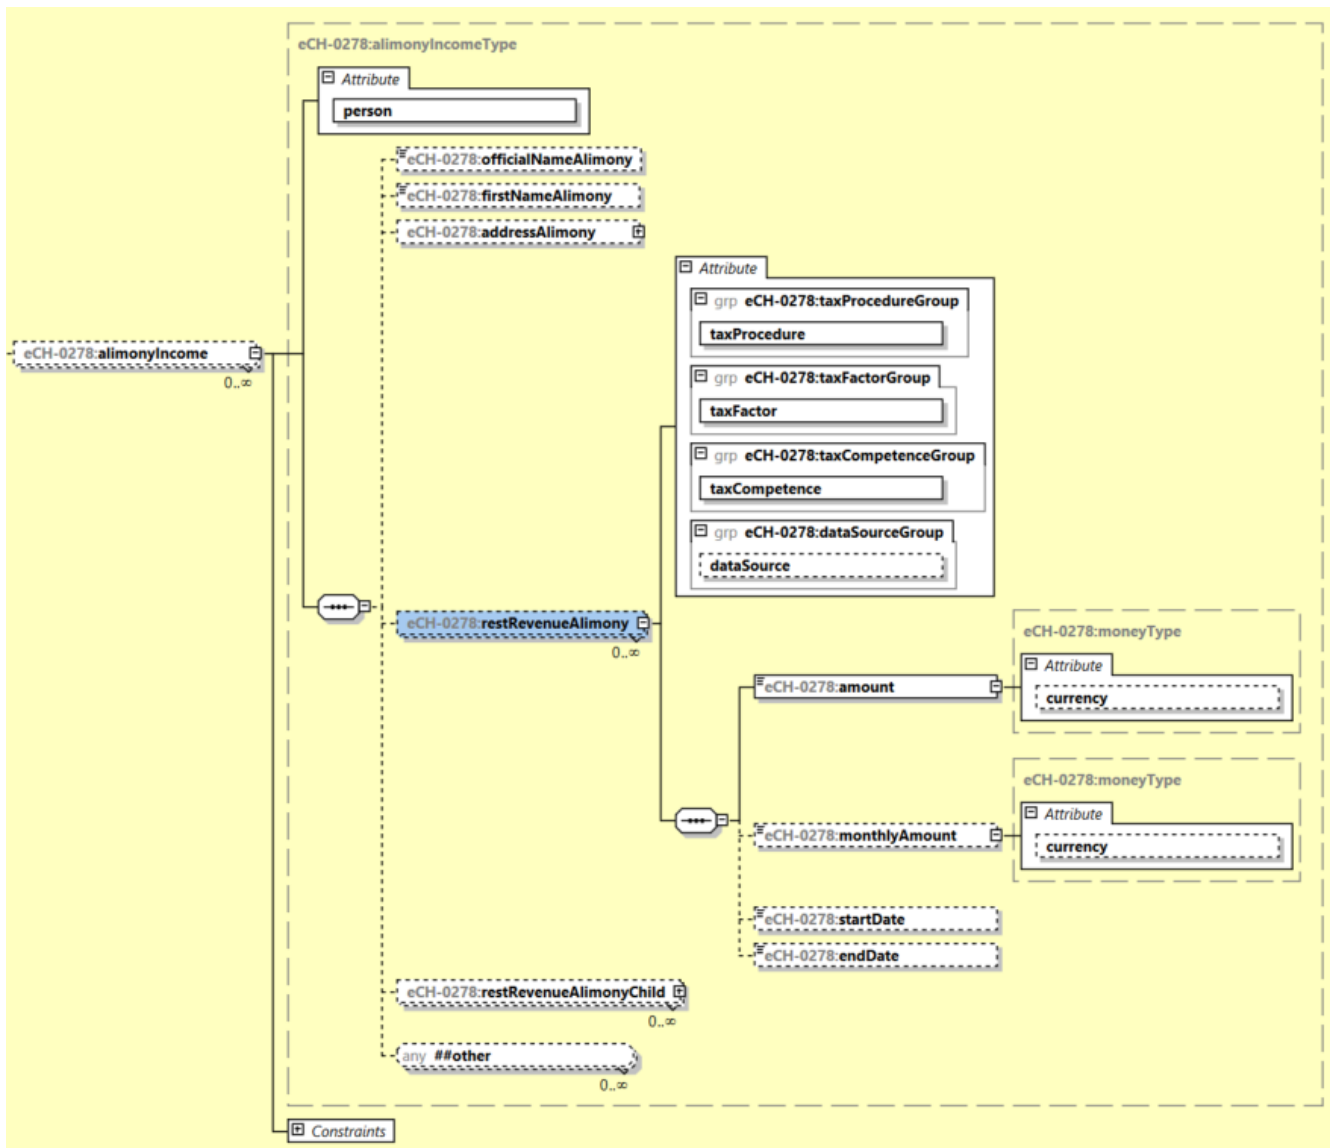 eCH-0278:alimonyIncomeType
Attribute
person
eCH-0278:officialNameAlimony
eCH-0278:firstNameAlimony
eCH-0278:addressAlimony
Attribute
grp eCH-0278:taxProcedureGroup
taxProcedure
eCH-0278:alimonyIncome
0..∞
grp eCH-0278:taxFactorGroup
taxFactor
grp eCH-0278:taxCompetenceGroup
taxCompetence
grp eCH-0278:dataSourceGroup
dataSource
eCH-0278:restRevenueAlimony
0..∞
eCH-0278:moneyType
Attribute
eCH-0278:amount
currency
eCH-0278:moneyType
Attribute
eCH-0278:monthlyAmount
currency
eCH-0278:startDate
eCH-0278:endDate
eCH-0278:restRevenueAlimonyChild
0..∞
any ##other
0..∞
Constraints